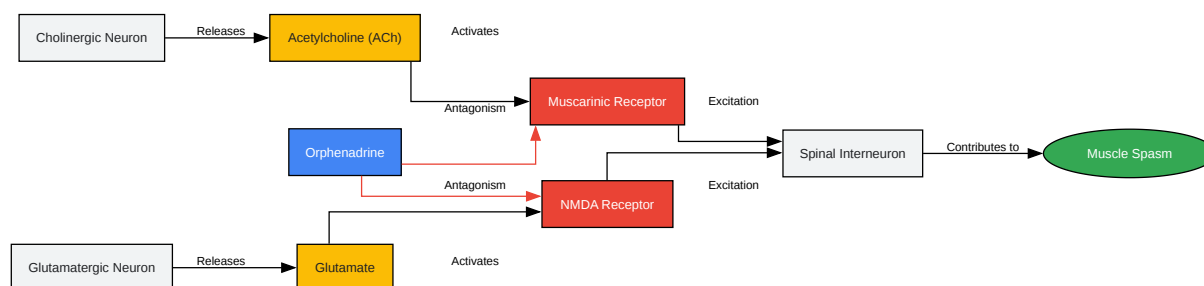 Cholinergic Neuron
Releases
Acetylcholine (ACh)
Activates
Muscarinic Receptor
Excitation
Antagonism
Orphenadrine
Spinal Interneuron
Contributes to
Muscle Spasm
Antagonism
NMDA Receptor
Excitation
Glutamatergic Neuron
Releases
Glutamate
Activates